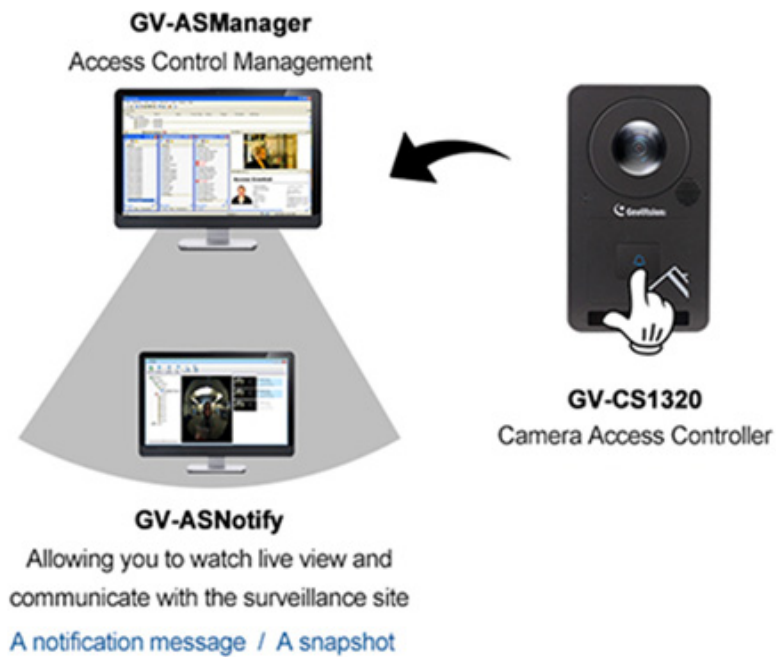 GV-ASManager
Access Control Management
GeoVision
GV-CS1320
Camera Access Controller
GV-ASNotify
Allowing you to watch live view and
communicate with the surveillance site
A notification message / A snapshot